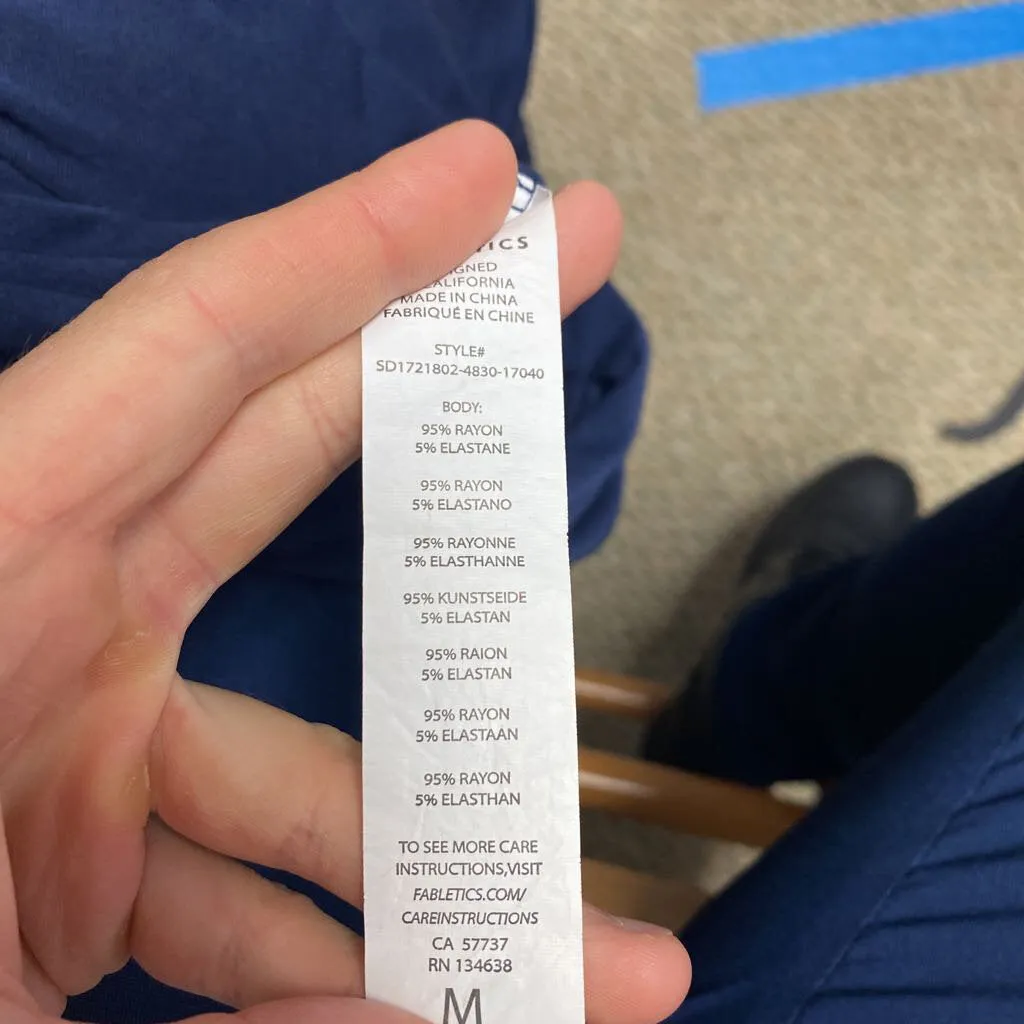 MADE IN CHINA
FABRIQUÉ EN CHINE
STYLE#
SD1721802-4830-17040
BODY:
95% RAYON
5% ELASTANE
95% RAYON
5% ELASTANO
95% RAYONNE
5% ELASTHANNE
95% KUNSTSEIDE
5% ELASTAN
95% RAION
5% ELASTAN
95% RAYON
5% ELASTAAN
95% RAYON
5% ELASTHAN
TO SEE MORE CARE
INSTRUCTIONS,VISIT
FABLETICS.COM/
CAREINSTRUCTIONS
CA 57737
RN 134638
M